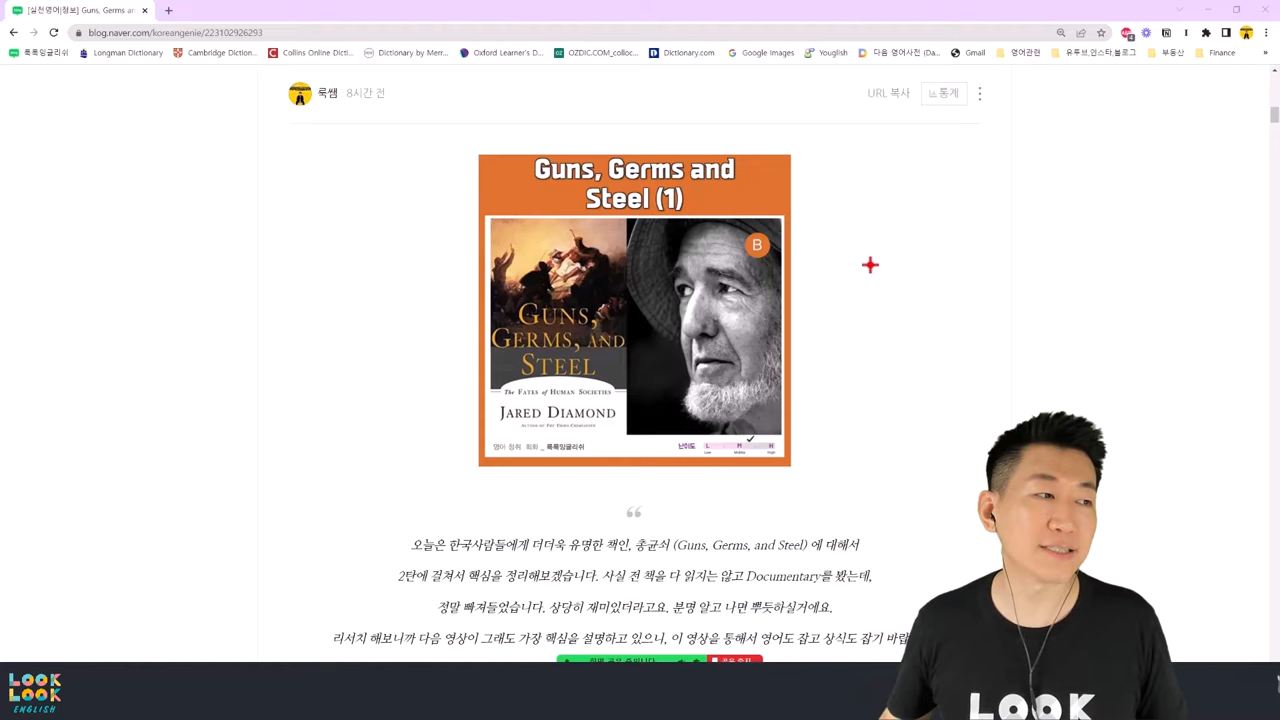 [실전영어|정보] Guns, Germs an
blog.naver.com/koreangenie/223102926293
룩룩잉글리쉬
Longman Dictionary
Cambridge Diction...
Collins Online Dicti...
Dictionary by Merr...
Oxford Learner's D...
OZDIC.COM_colloc...
Dictionary.com
Google Images
Youglish
다음 영어사전 (Da...
Gmail
영어관련
유투브,인스타,블로그
부동산
Finance
룩쌤 8시간 전
URL 복사 통계
Guns, Germs and
Steel (1)
B
GUNS,
GERMS, AND
STEEL
The FATES of HUMAN SOCIETIES
JARED DIAMOND
영어 청취 회화 _ 룩룩잉글리쉬
난이도 L M H
Low Middle High
오늘은 한국사람들에게 더더욱 유명한 책인, 총균쇠 (Guns, Germs, and Steel) 에 대해서
2탄에 걸쳐서 핵심을 정리해보겠습니다. 사실 전 책을 다 읽지는 않고 Documentary를 봤는데,
정말 빠져들었습니다. 상당히 재미있더라고요. 분명 알고 나면 뿌듯하실거에요.
리서치 해보니까 다음 영상이 그래도 가장 핵심을 설명하고 있으니, 이 영상을 통해서 영어도 잡고 상식도 잡기 바랍
LOOK
LOOK
ENGLISH
LOOK